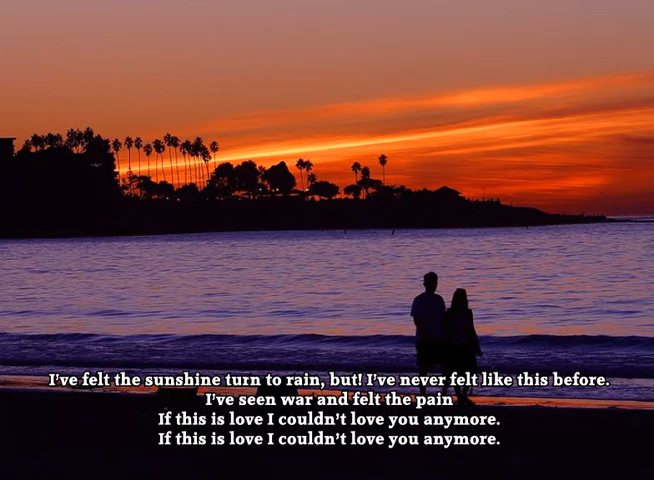 I've felt the sunshine turn to rain, but! I've never felt like this before.
I've seen war and felt the pain
If this is love I couldn't love you anymore.
If this is love I couldn't love you anymore.